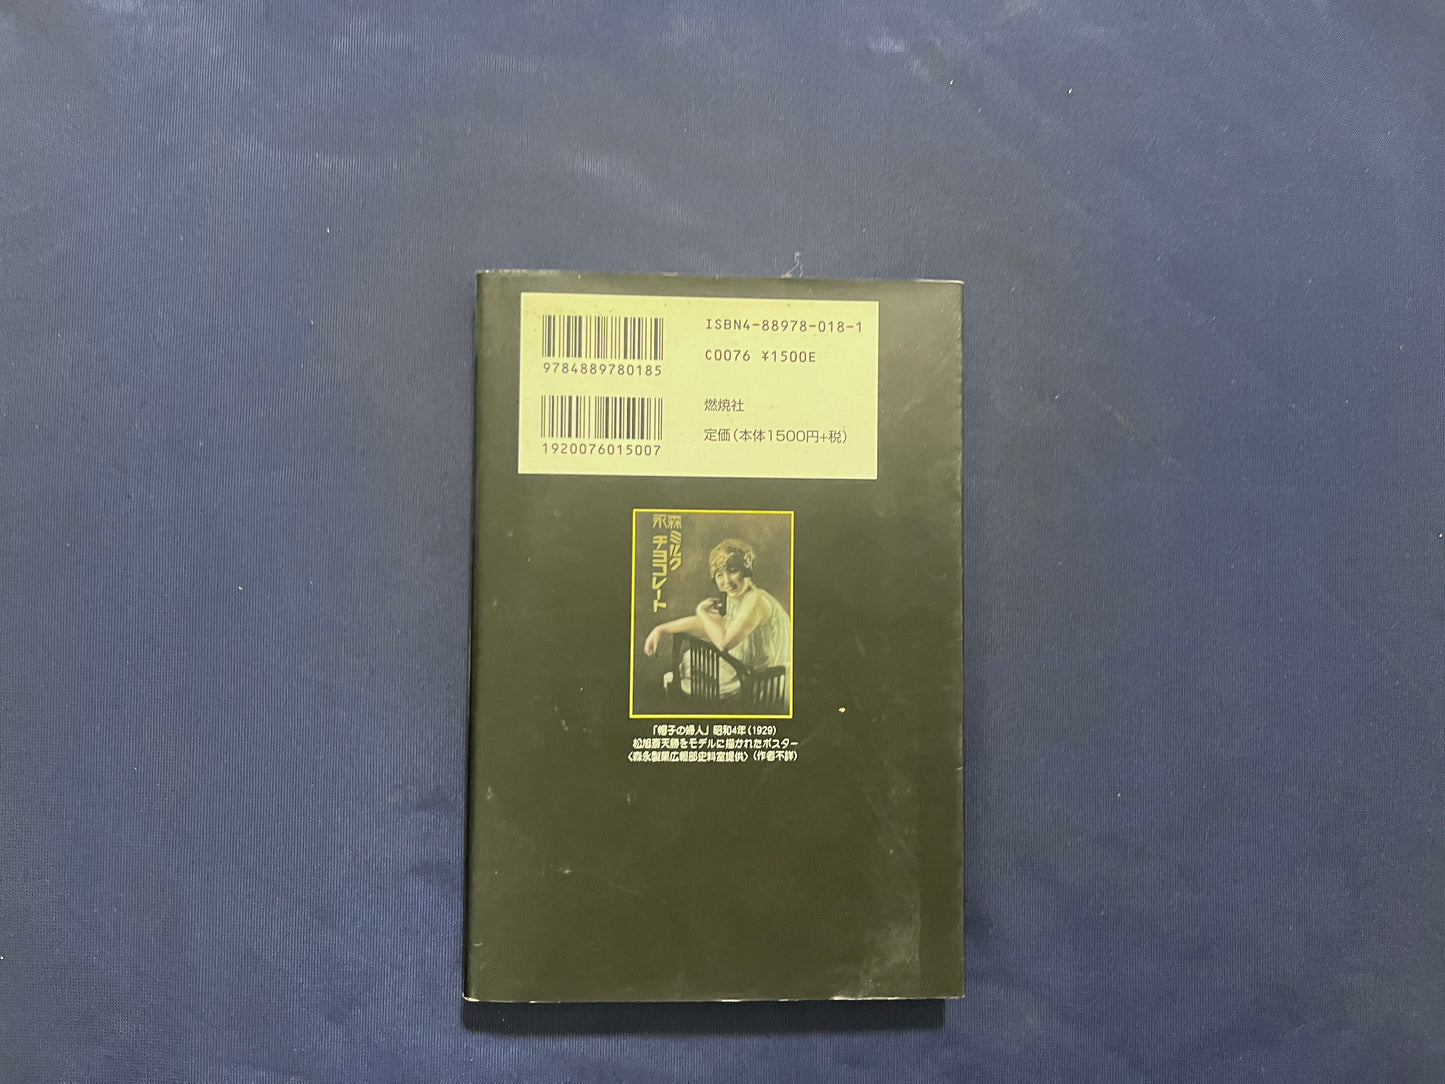 9784889780185
1920076015007
ISBN4-88978-018-1
C0076 ¥1500E
燃焼社
定価(本体1500円+税)
森永
ミルク
チヨコレート
「帽子の婦人」昭和4年(1929)
松旭斎天勝をモデルに描かれたポスター
〈森永製菓広報部史料室提供〉(作者不詳)